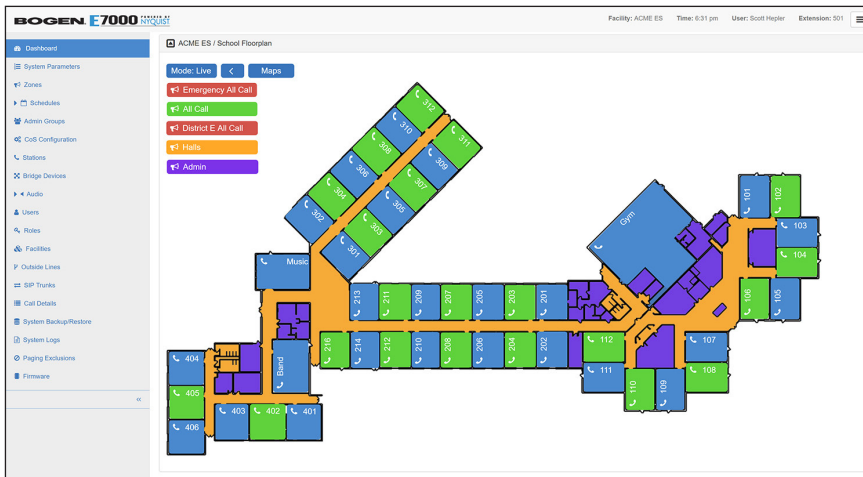 BOGEN E7000 POWERED BY NYQUIST
Facility: ACME ES Time: 6:31 pm User: Scott Hepler Extension: 501
Dashboard
System Parameters
Zones
Schedules
Admin Groups
CoS Configuration
Stations
Bridge Devices
Audio
Users
Roles
Facilities
Outside Lines
SIP Trunks
Call Details
System Backup/Restore
System Logs
Paging Exclusions
Firmware
«
ACME ES / School Floorplan
Mode: Live < Maps
Emergency All Call
All Call
District E All Call
Halls
Admin
312
310
308
306
304
302
311
309
307
305
303
301
Music
Gym
101
102
103
104
105
106
213
211
209
207
205
203
201
216
214
212
210
208
206
204
202
112
111
110
109
107
108
Band
404
405
406
403
402
401